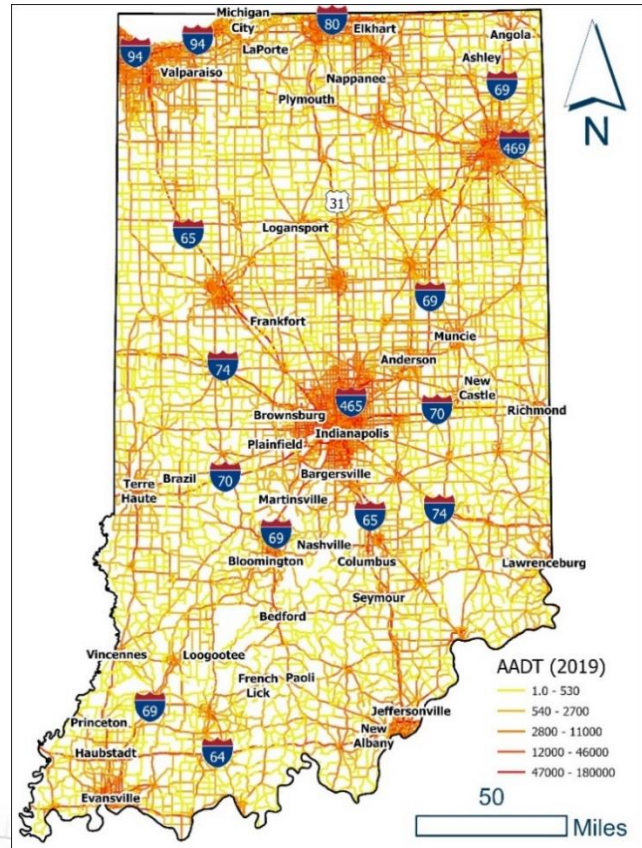 Michigan
City
80
Elkhart
Angola
94
94
LaPorte
Ashley
Valparaiso
Nappanee
69
Plymouth
N
469
31
Logansport
65
69
Frankfort
Muncie
74
Anderson
New
Castle
465
70
Richmond
Brownsburg
Indianapolis
Plainfield
Bargersville
70
Brazil
Terre
Haute
Martinsville
65
74
69
Nashville
Bloomington
Columbus
Lawrenceburg
Seymour
Bedford
Vincennes
Loogootee
French
Lick
Paoli
AADT (2019)
1.0 - 530
540 - 2700
2800 - 11000
12000 - 46000
47000 - 180000
69
Jeffersonville
Princeton
New
Albany
Haubstadt
64
Evansville
50
Miles